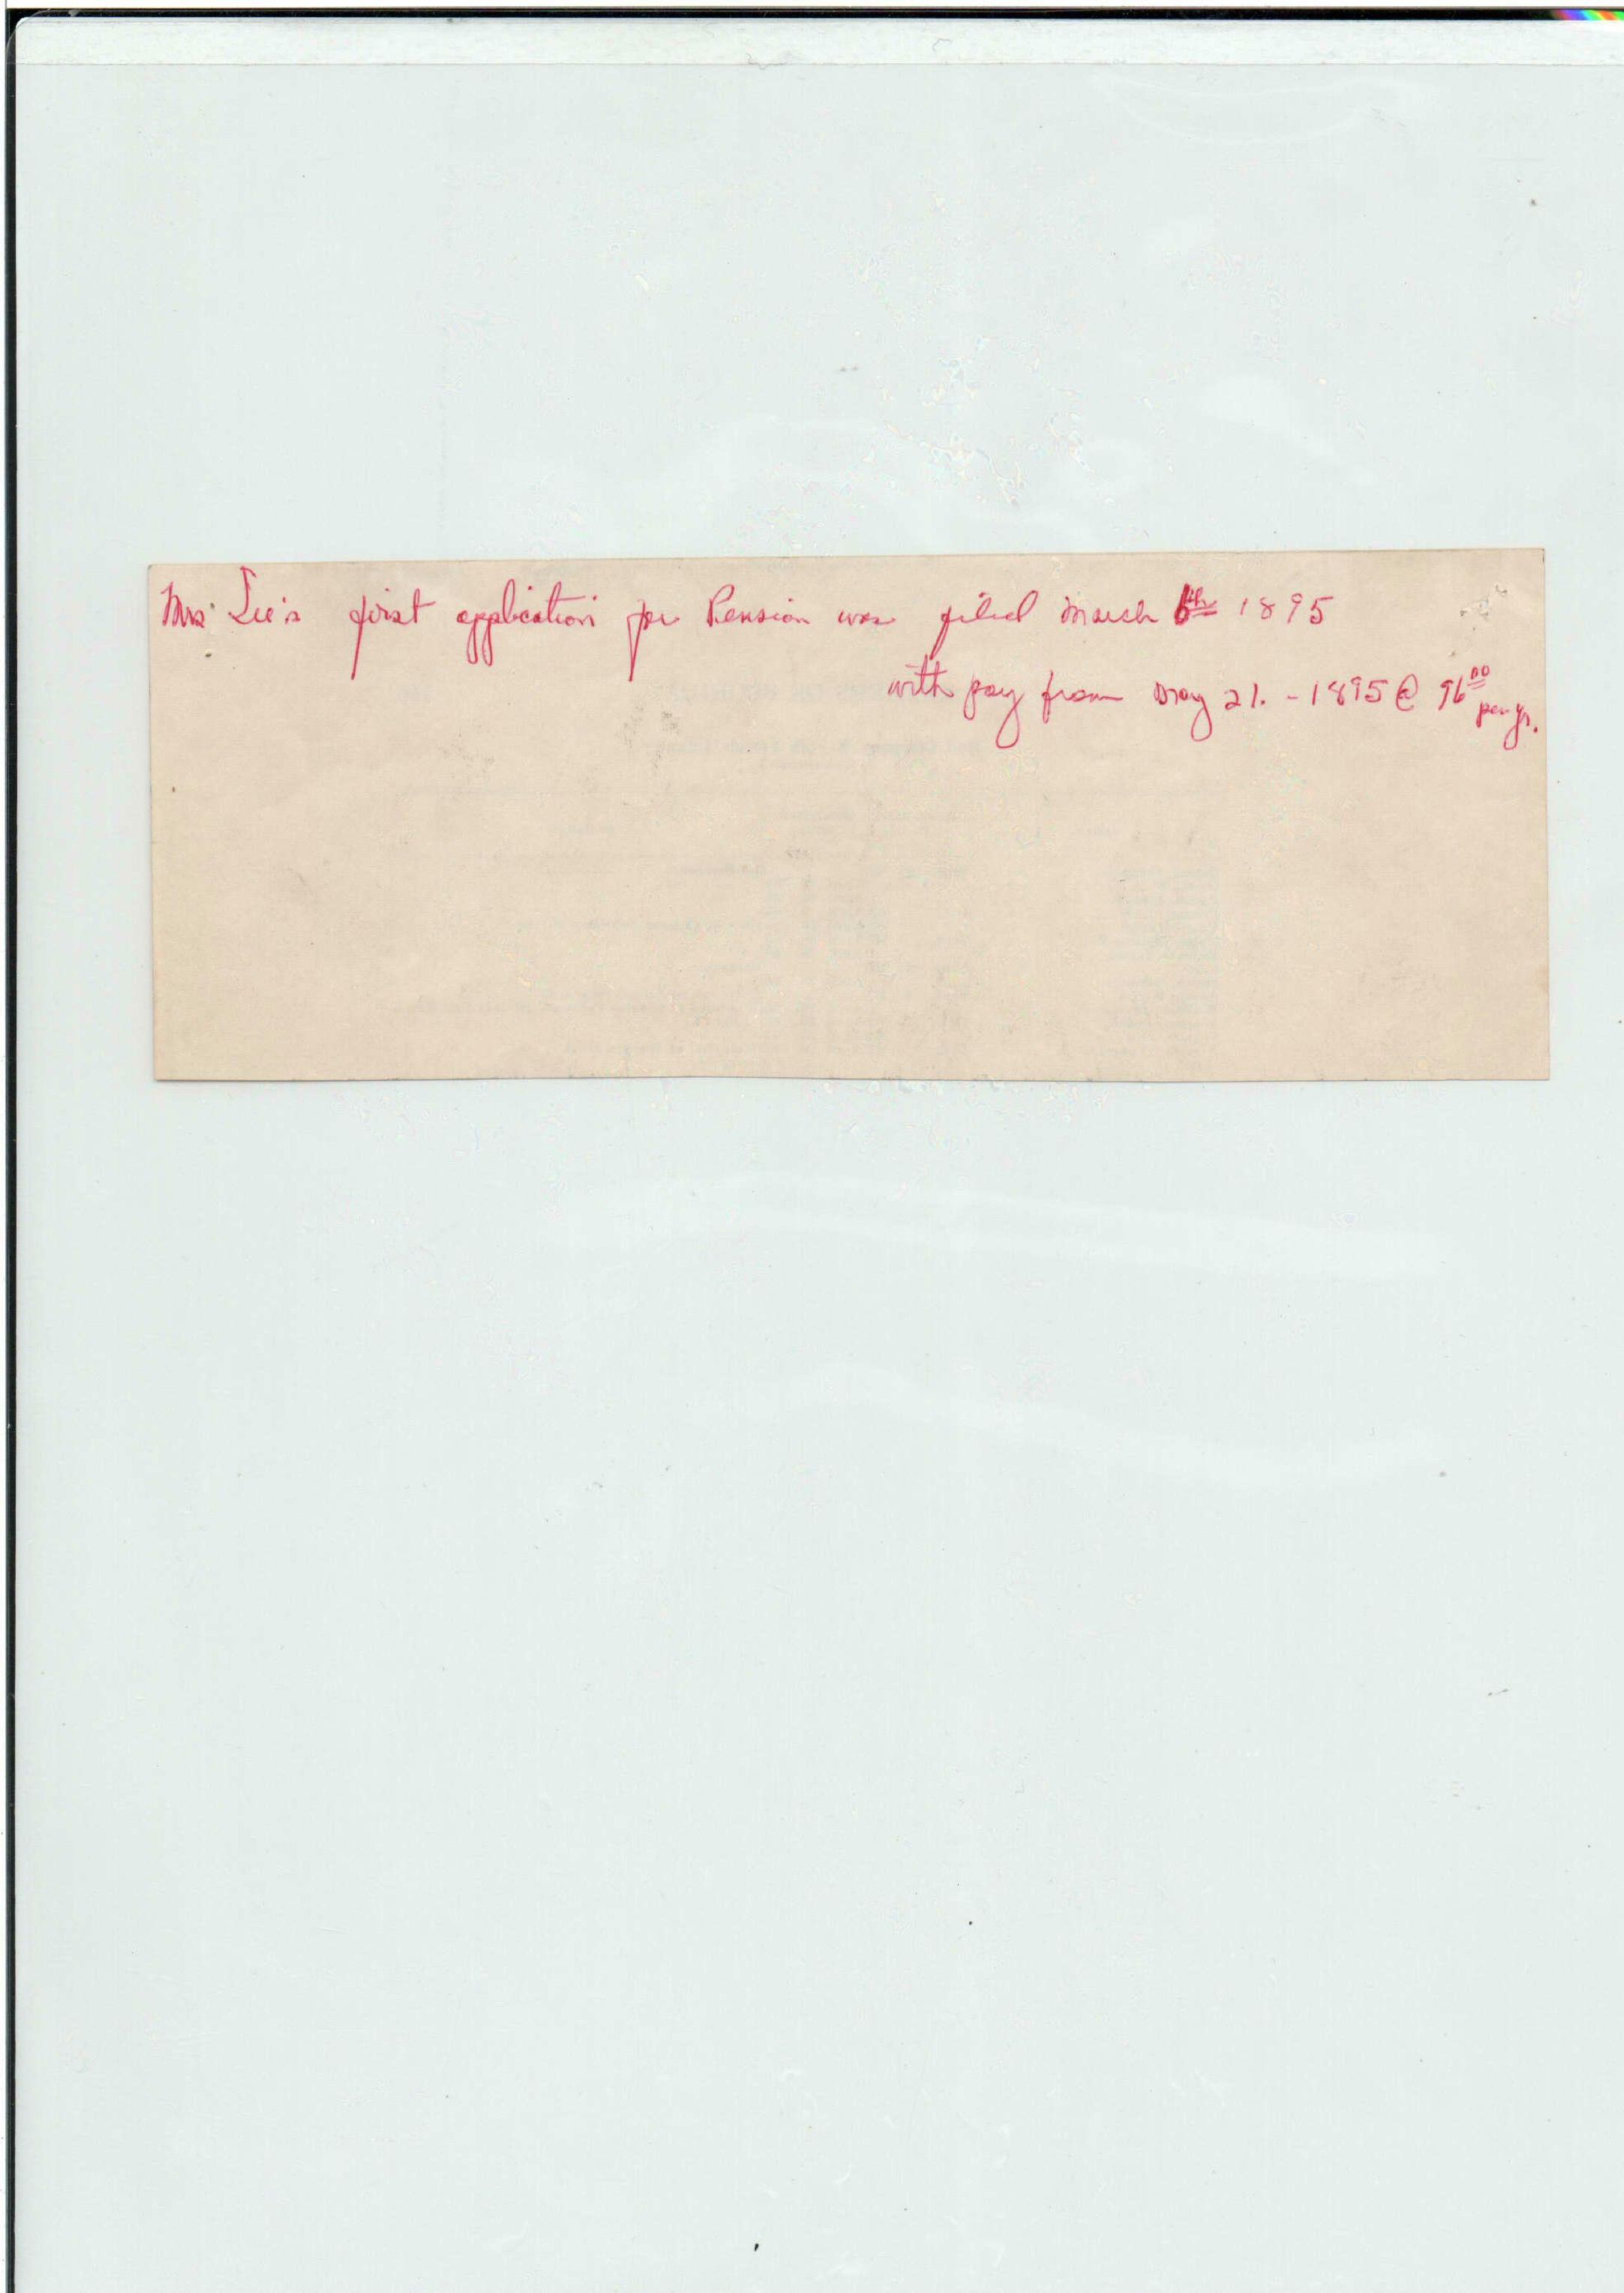 Mrs Lee's first application for Pension was filed March 6th 1895
with pay from May 21. - 1895 @ 96.00 per yr.